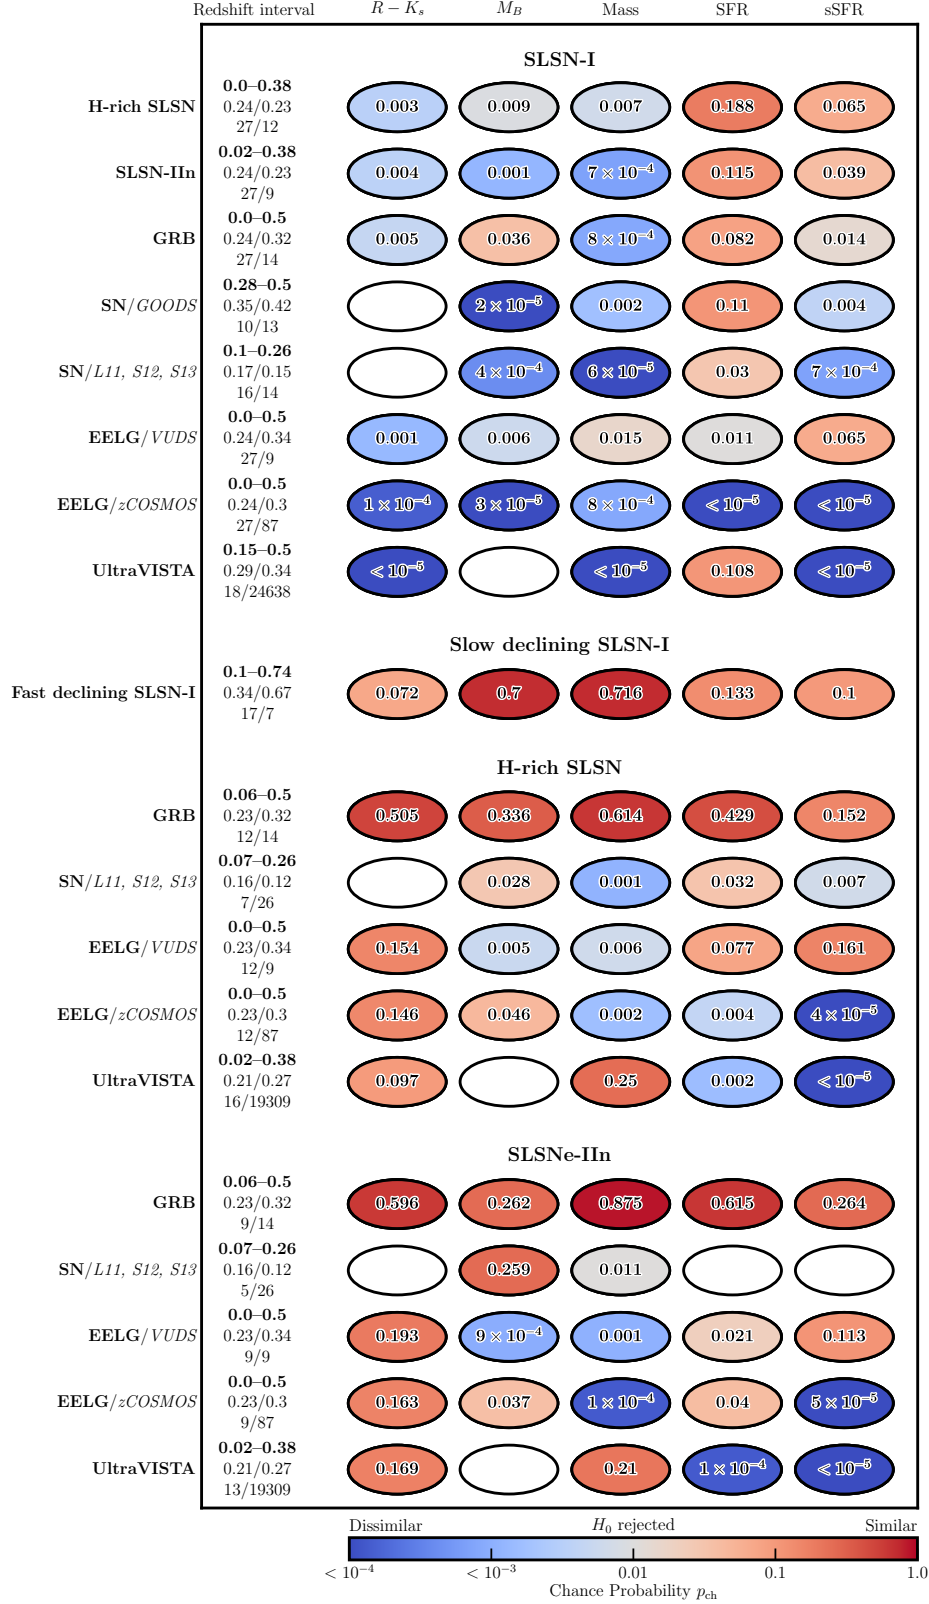 Redshift interval R − Ks MB Mass SFR sSFR
SLSN-I
0.0–0.38
H-rich SLSN 0.24/0.23 0.003 0.009 0.007 0.188 0.065
27/12
0.02–0.38
SLSN-IIn 0.24/0.23 0.004 0.001 7 × 10⁻⁴ 0.115 0.039
27/9
0.0–0.5
GRB 0.24/0.32 0.005 0.036 8 × 10⁻⁴ 0.082 0.014
27/14
0.28–0.5
SN/GOODS 0.35/0.42 2 × 10⁻⁵ 0.002 0.11 0.004
10/13
0.1–0.26
SN/L11, S12, S13 0.17/0.15 4 × 10⁻⁴ 6 × 10⁻⁵ 0.03 7 × 10⁻⁴
16/14
0.0–0.5
EELG/VUDS 0.24/0.34 0.001 0.006 0.015 0.011 0.065
27/9
0.0–0.5
EELG/zCOSMOS 0.24/0.3 1 × 10⁻⁴ 3 × 10⁻⁵ 8 × 10⁻⁴ < 10⁻⁵ < 10⁻⁵
27/87
0.15–0.5
UltraVISTA 0.29/0.34 < 10⁻⁵ < 10⁻⁵ 0.108 < 10⁻⁵
18/24638
Slow declining SLSN-I
0.1–0.74
Fast declining SLSN-I 0.34/0.67 0.072 0.7 0.716 0.133 0.1
17/7
H-rich SLSN
0.06–0.5
GRB 0.23/0.32 0.505 0.336 0.614 0.429 0.152
12/14
0.07–0.26
SN/L11, S12, S13 0.16/0.12 0.028 0.001 0.032 0.007
7/26
0.0–0.5
EELG/VUDS 0.23/0.34 0.154 0.005 0.006 0.077 0.161
12/9
0.0–0.5
EELG/zCOSMOS 0.23/0.3 0.146 0.046 0.002 0.004 4 × 10⁻⁵
12/87
0.02–0.38
UltraVISTA 0.21/0.27 0.097 0.25 0.002 < 10⁻⁵
16/19309
SLSNe-IIn
0.06–0.5
GRB 0.23/0.32 0.596 0.262 0.875 0.615 0.264
9/14
0.07–0.26
SN/L11, S12, S13 0.16/0.12 0.259 0.011
5/26
0.0–0.5
EELG/VUDS 0.23/0.34 0.193 9 × 10⁻⁴ 0.001 0.021 0.113
9/9
0.0–0.5
EELG/zCOSMOS 0.23/0.3 0.163 0.037 1 × 10⁻⁴ 0.04 5 × 10⁻⁵
9/87
0.02–0.38
UltraVISTA 0.21/0.27 0.169 0.21 1 × 10⁻⁴ < 10⁻⁵
13/19309
Dissimilar H₀ rejected Similar
< 10⁻⁴ < 10⁻³ 0.01 0.1 1.0
Chance Probability pch